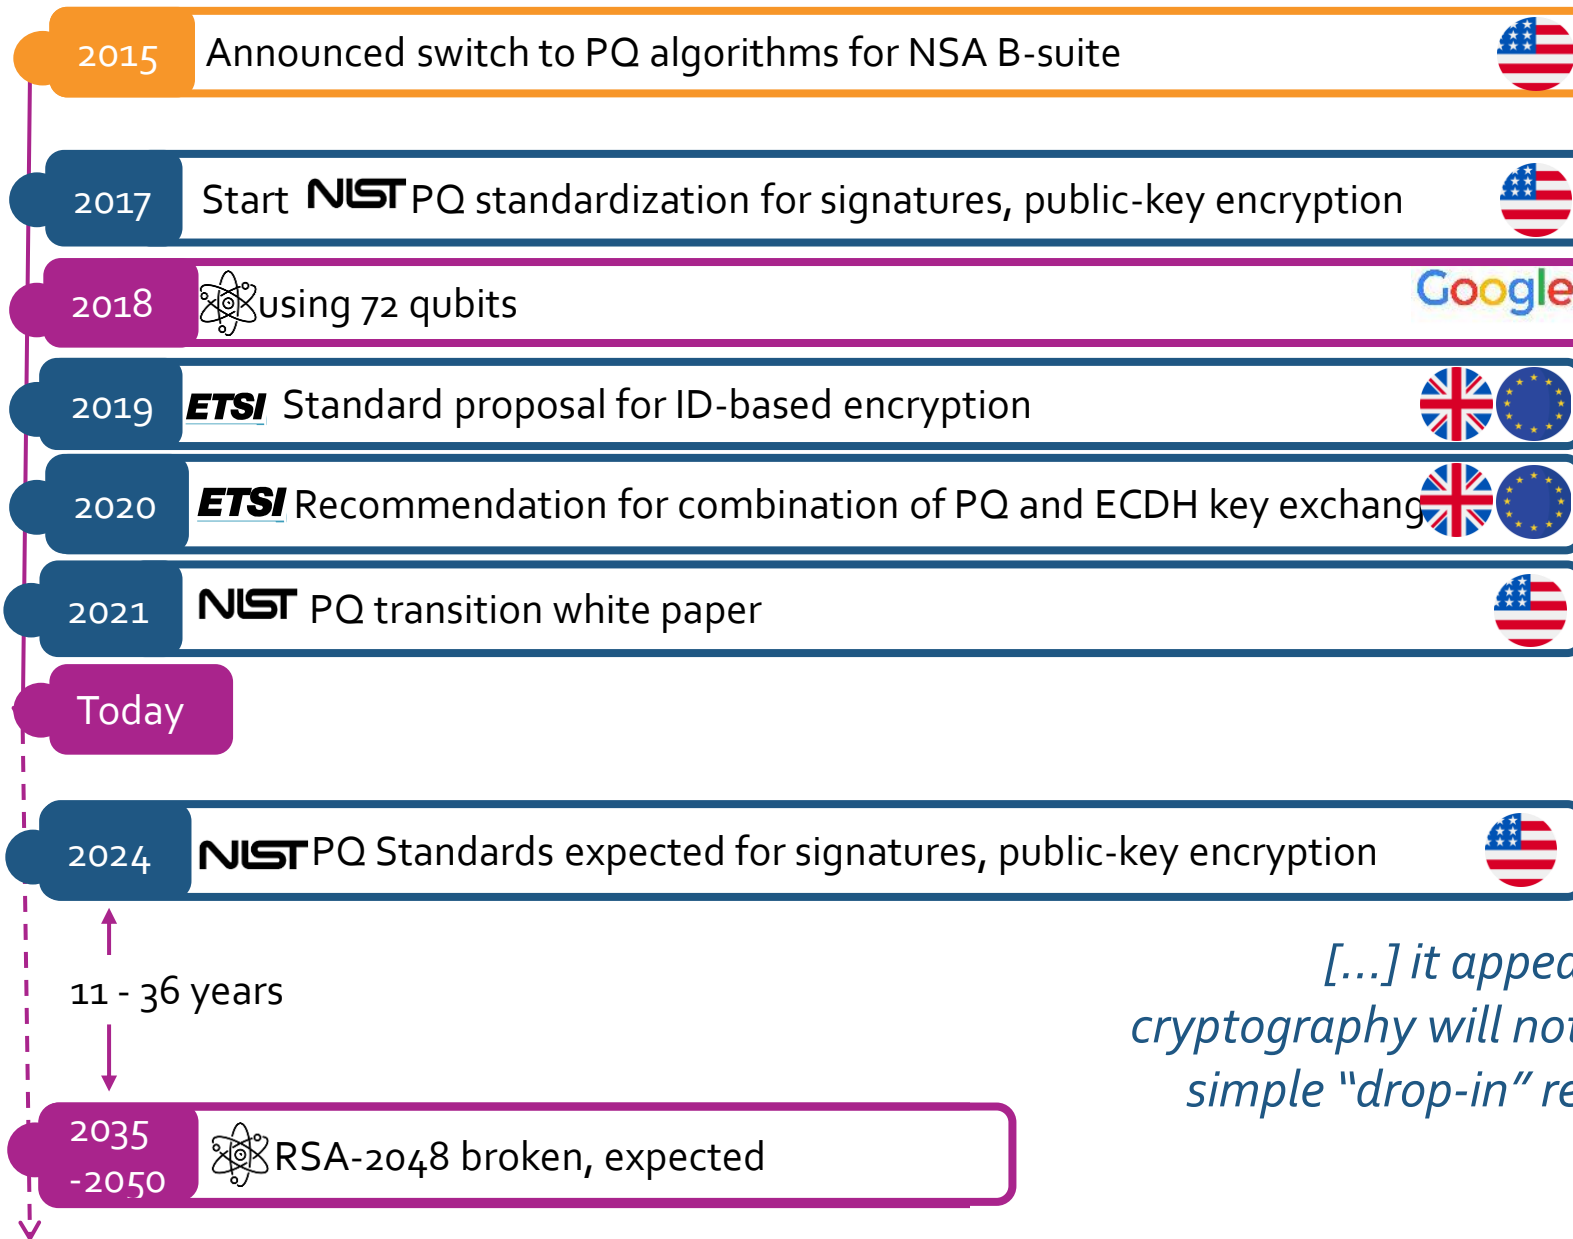 2015 Announced switch to PQ algorithms for NSA B-suite
2017 Start NIST PQ standardization for signatures, public-key encryption
2018 using 72 qubits Google
2019 ETSI Standard proposal for ID-based encryption
2020 ETSI Recommendation for combination of PQ and ECDH key exchang
2021 NIST PQ transition white paper
Today
2024 NIST PQ Standards expected for signatures, public-key encryption
11 - 36 years
[...] it appea
cryptography will not
simple “drop-in” re
2035
-2050
RSA-2048 broken, expected